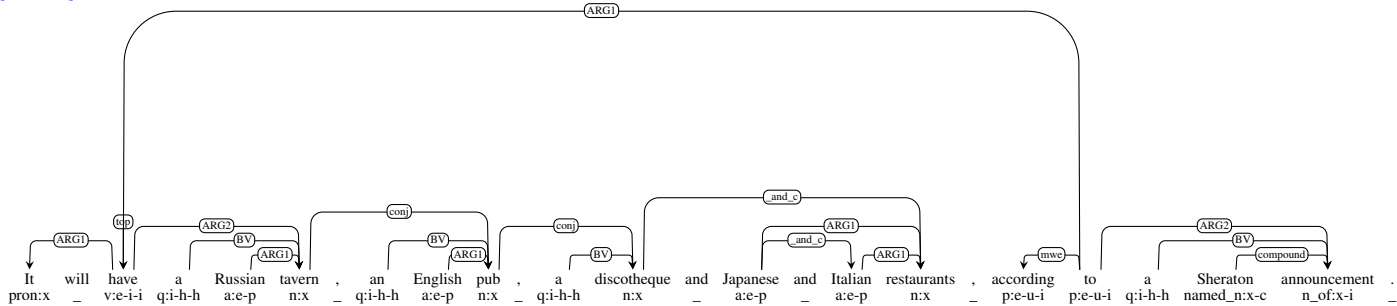 ARG1
top
ARG1
ARG2
BV
ARG1
conj
BV
ARG1
conj
BV
_and_c
ARG1
_and_c
ARG1
mwe
ARG2
BV
compound
It will have a Russian tavern , an English pub , a discotheque and Japanese and Italian restaurants , according to a Sheraton announcement .
pron:x _ v:e-i-i q:i-h-h a:e-p n:x _ q:i-h-h a:e-p n:x _ q:i-h-h n:x _ a:e-p _ a:e-p n:x _ p:e-u-i p:e-u-i q:i-h-h named_n:x-c n_of:x-i _